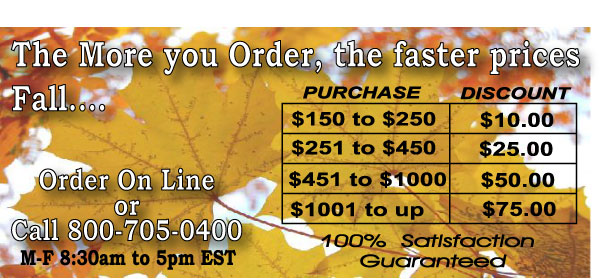 The More you Order, the faster prices
Fall....
PURCHASE DISCOUNT
$150 to $250 $10.00
$251 to $450 $25.00
$451 to $1000 $50.00
$1001 to up $75.00
Order On Line
or
Call 800-705-0400
M-F 8:30am to 5pm EST
100% Satisfaction
Guaranteed